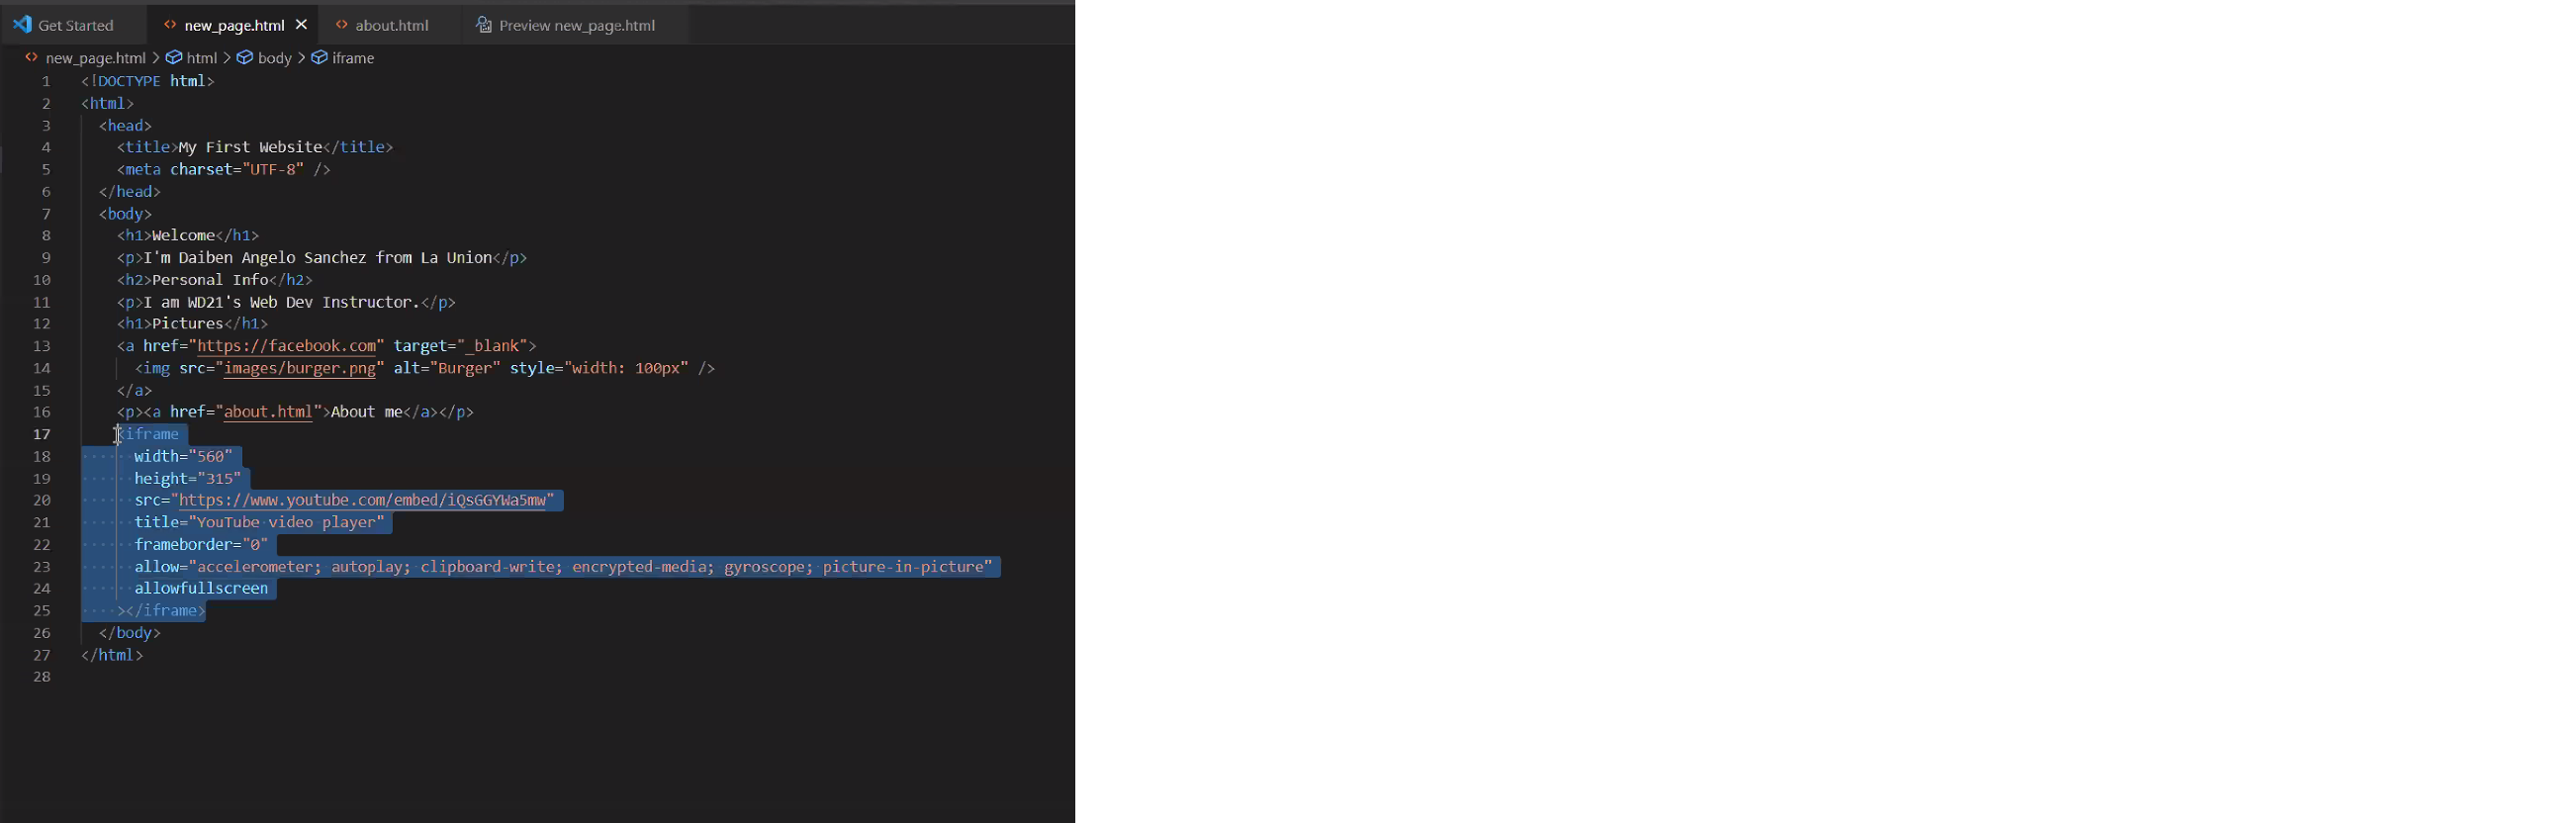 Get Started new_page.html about.html Preview new_page.html
new_page.html > html > body > iframe
1 <!DOCTYPE html>
2 <html>
3 <head>
4 <title>My First Website</title>
5 <meta charset="UTF-8" />
6 </head>
7 <body>
8 <h1>Welcome</h1>
9 <p>I'm Daiben Angelo Sanchez from La Union</p>
10 <h2>Personal Info</h2>
11 <p>I am WD21's Web Dev Instructor.</p>
12 <h1>Pictures</h1>
13 <a href="https://facebook.com" target="_blank">
14 <img src="images/burger.png" alt="Burger" style="width: 100px" />
15 </a>
16 <p><a href="about.html">About me</a></p>
17 <iframe
18 width="560"
19 height="315"
20 src="https://www.youtube.com/embed/iQsGGYWa5mw"
21 title="YouTube video player"
22 frameborder="0"
23 allow="accelerometer; autoplay; clipboard-write; encrypted-media; gyroscope; picture-in-picture"
24 allowfullscreen
25 ></iframe>
26 </body>
27 </html>
28